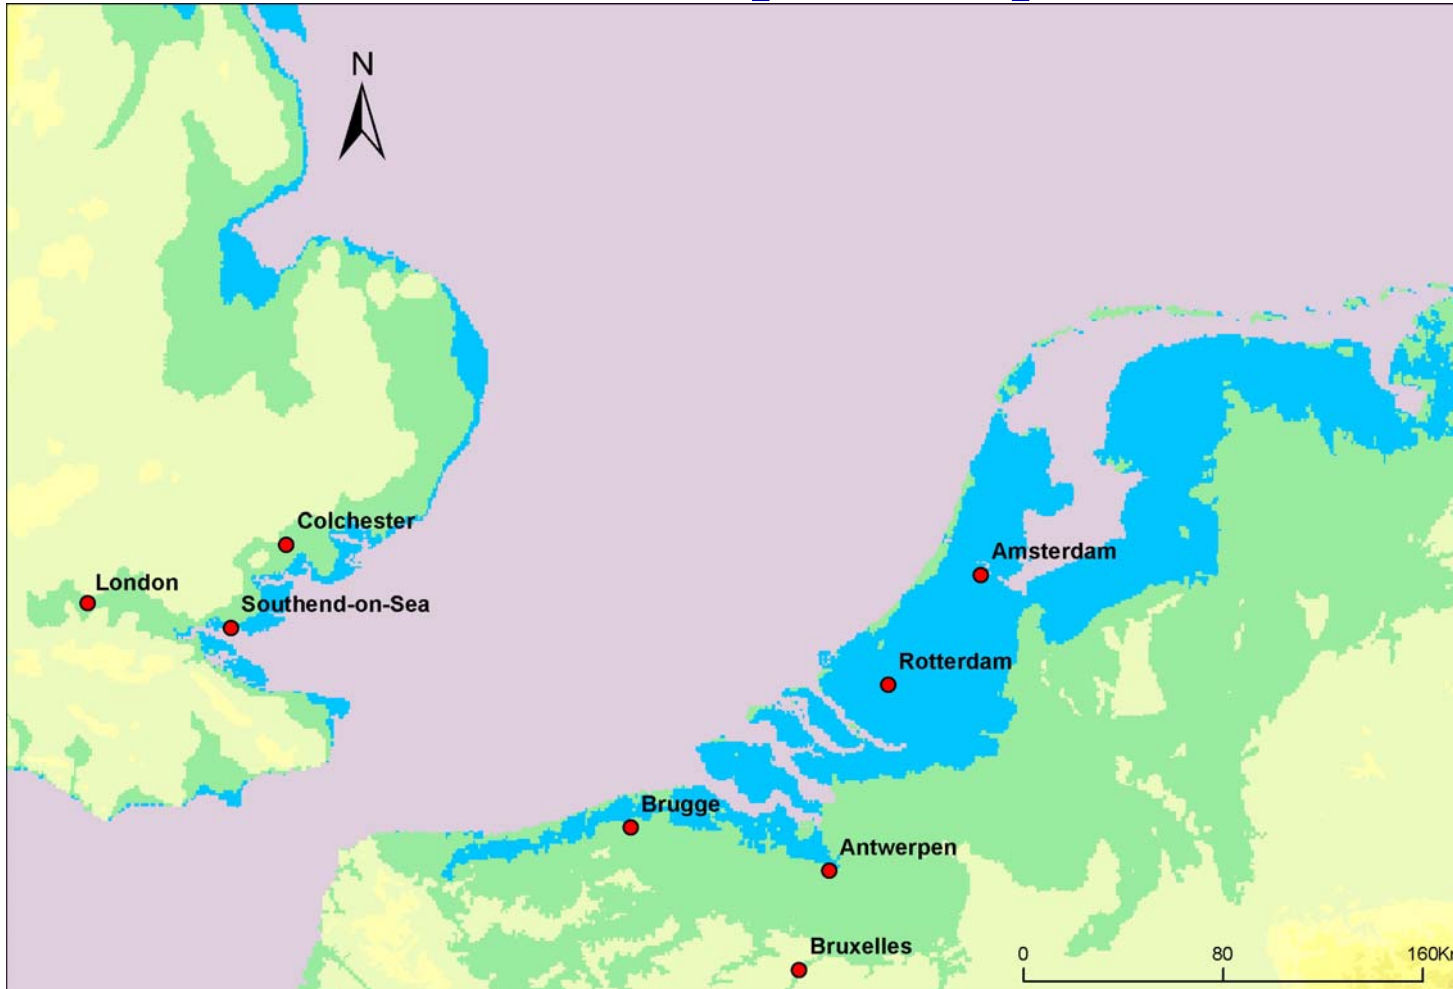 N
Colchester
London
Southend-on-Sea
Amsterdam
Rotterdam
Brugge
Antwerpen
Bruxelles
0 80 160Km